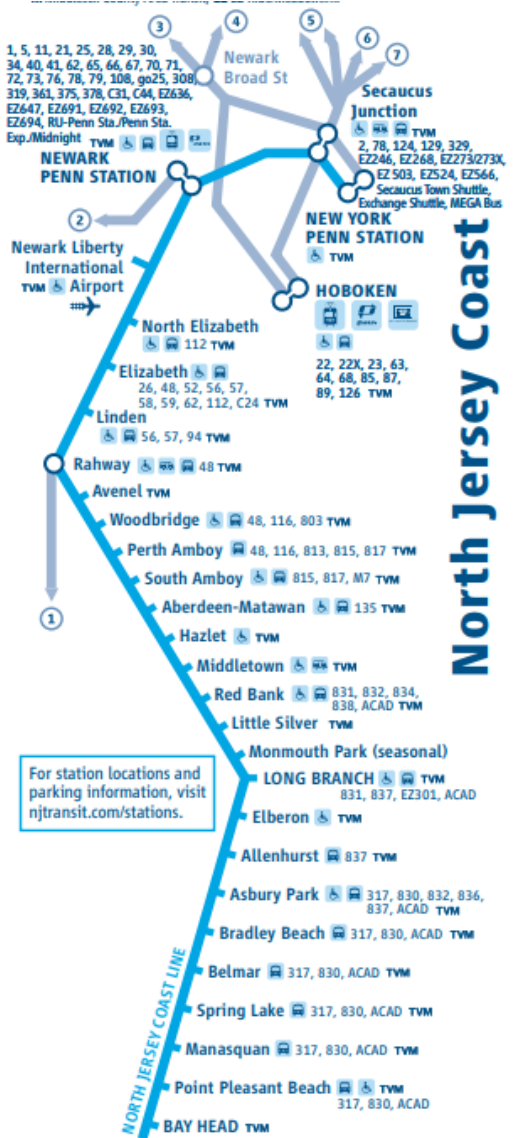 3
4
5
6
7
1, 5, 11, 21, 25, 28, 29, 30,
34, 40, 41, 62, 65, 66, 67, 70, 71,
72, 73, 76, 78, 79, 108, go25, 308,
319, 361, 375, 378, C31, C44, EZ636,
EZ647, EZ691, EZ692, EZ693,
EZ694, RU-Penn Sta./Penn Sta.
Exp./Midnight TVM
NEWARK
PENN STATION
Newark
Broad St
Secaucus
Junction
TVM
2, 78, 124, 129, 329,
EZ246, EZ268, EZ273/273X,
EZ 503, EZ524, EZ566,
Secaucus Town Shuttle,
Exchange Shuttle, MEGA Bus
2
NEW YORK
PENN STATION
TVM
Newark Liberty
International
TVM Airport
HOBOKEN
22, 22X, 23, 63,
64, 68, 85, 87,
89, 126 TVM
North Jersey Coast
North Elizabeth
112 TVM
Elizabeth
26, 48, 52, 56, 57,
58, 59, 62, 112, C24 TVM
Linden
56, 57, 94 TVM
Rahway 48 TVM
Avenel TVM
Woodbridge 48, 116, 803 TVM
Perth Amboy 48, 116, 813, 815, 817 TVM
South Amboy 815, 817, M7 TVM
1
Aberdeen-Matawan 135 TVM
Hazlet TVM
Middletown TVM
Red Bank 831, 832, 834,
838, ACAD TVM
Little Silver TVM
Monmouth Park (seasonal)
For station locations and
parking information, visit
njtransit.com/stations.
LONG BRANCH TVM
831, 837, EZ301, ACAD
Elberon TVM
Allenhurst 837 TVM
Asbury Park 317, 830, 832, 836,
837, ACAD TVM
Bradley Beach 317, 830, ACAD TVM
Belmar 317, 830, ACAD TVM
Spring Lake 317, 830, ACAD TVM
Manasquan 317, 830, ACAD TVM
Point Pleasant Beach TVM
317, 830, ACAD
BAY HEAD TVM
NORTH JERSEY COAST LINE